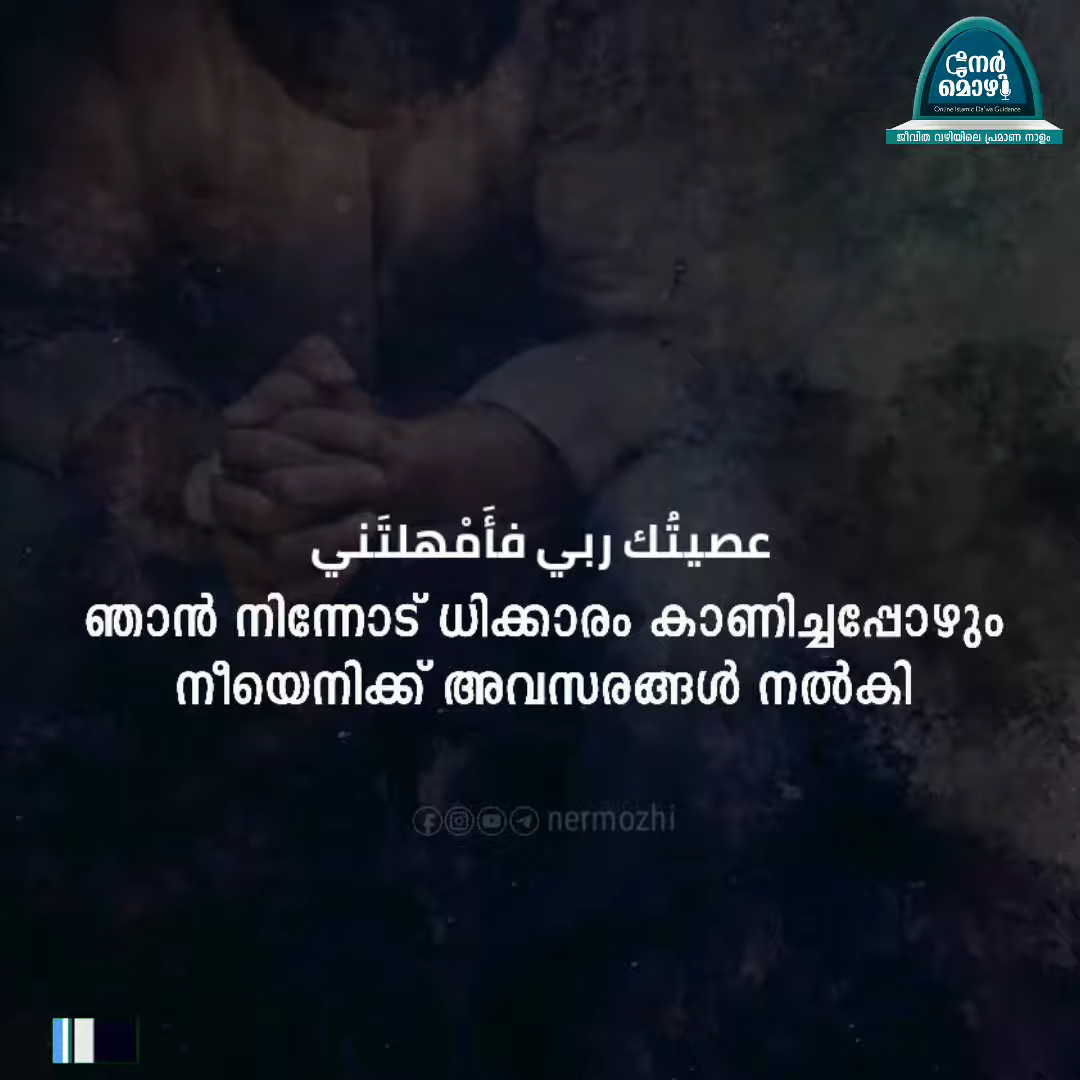 നേർ
മൊഴി
Online Islamic Da'wa Guidance
ജീവിത വഴിയിലെ പ്രമാണ നാളം
عصيتُك ربي فأَمْهلتَني
ഞാൻ നിന്നോട് ധിക്കാരം കാണിച്ചപ്പോഴും
നീയെനിക്ക് അവസരങ്ങൾ നൽകി
nermozhi